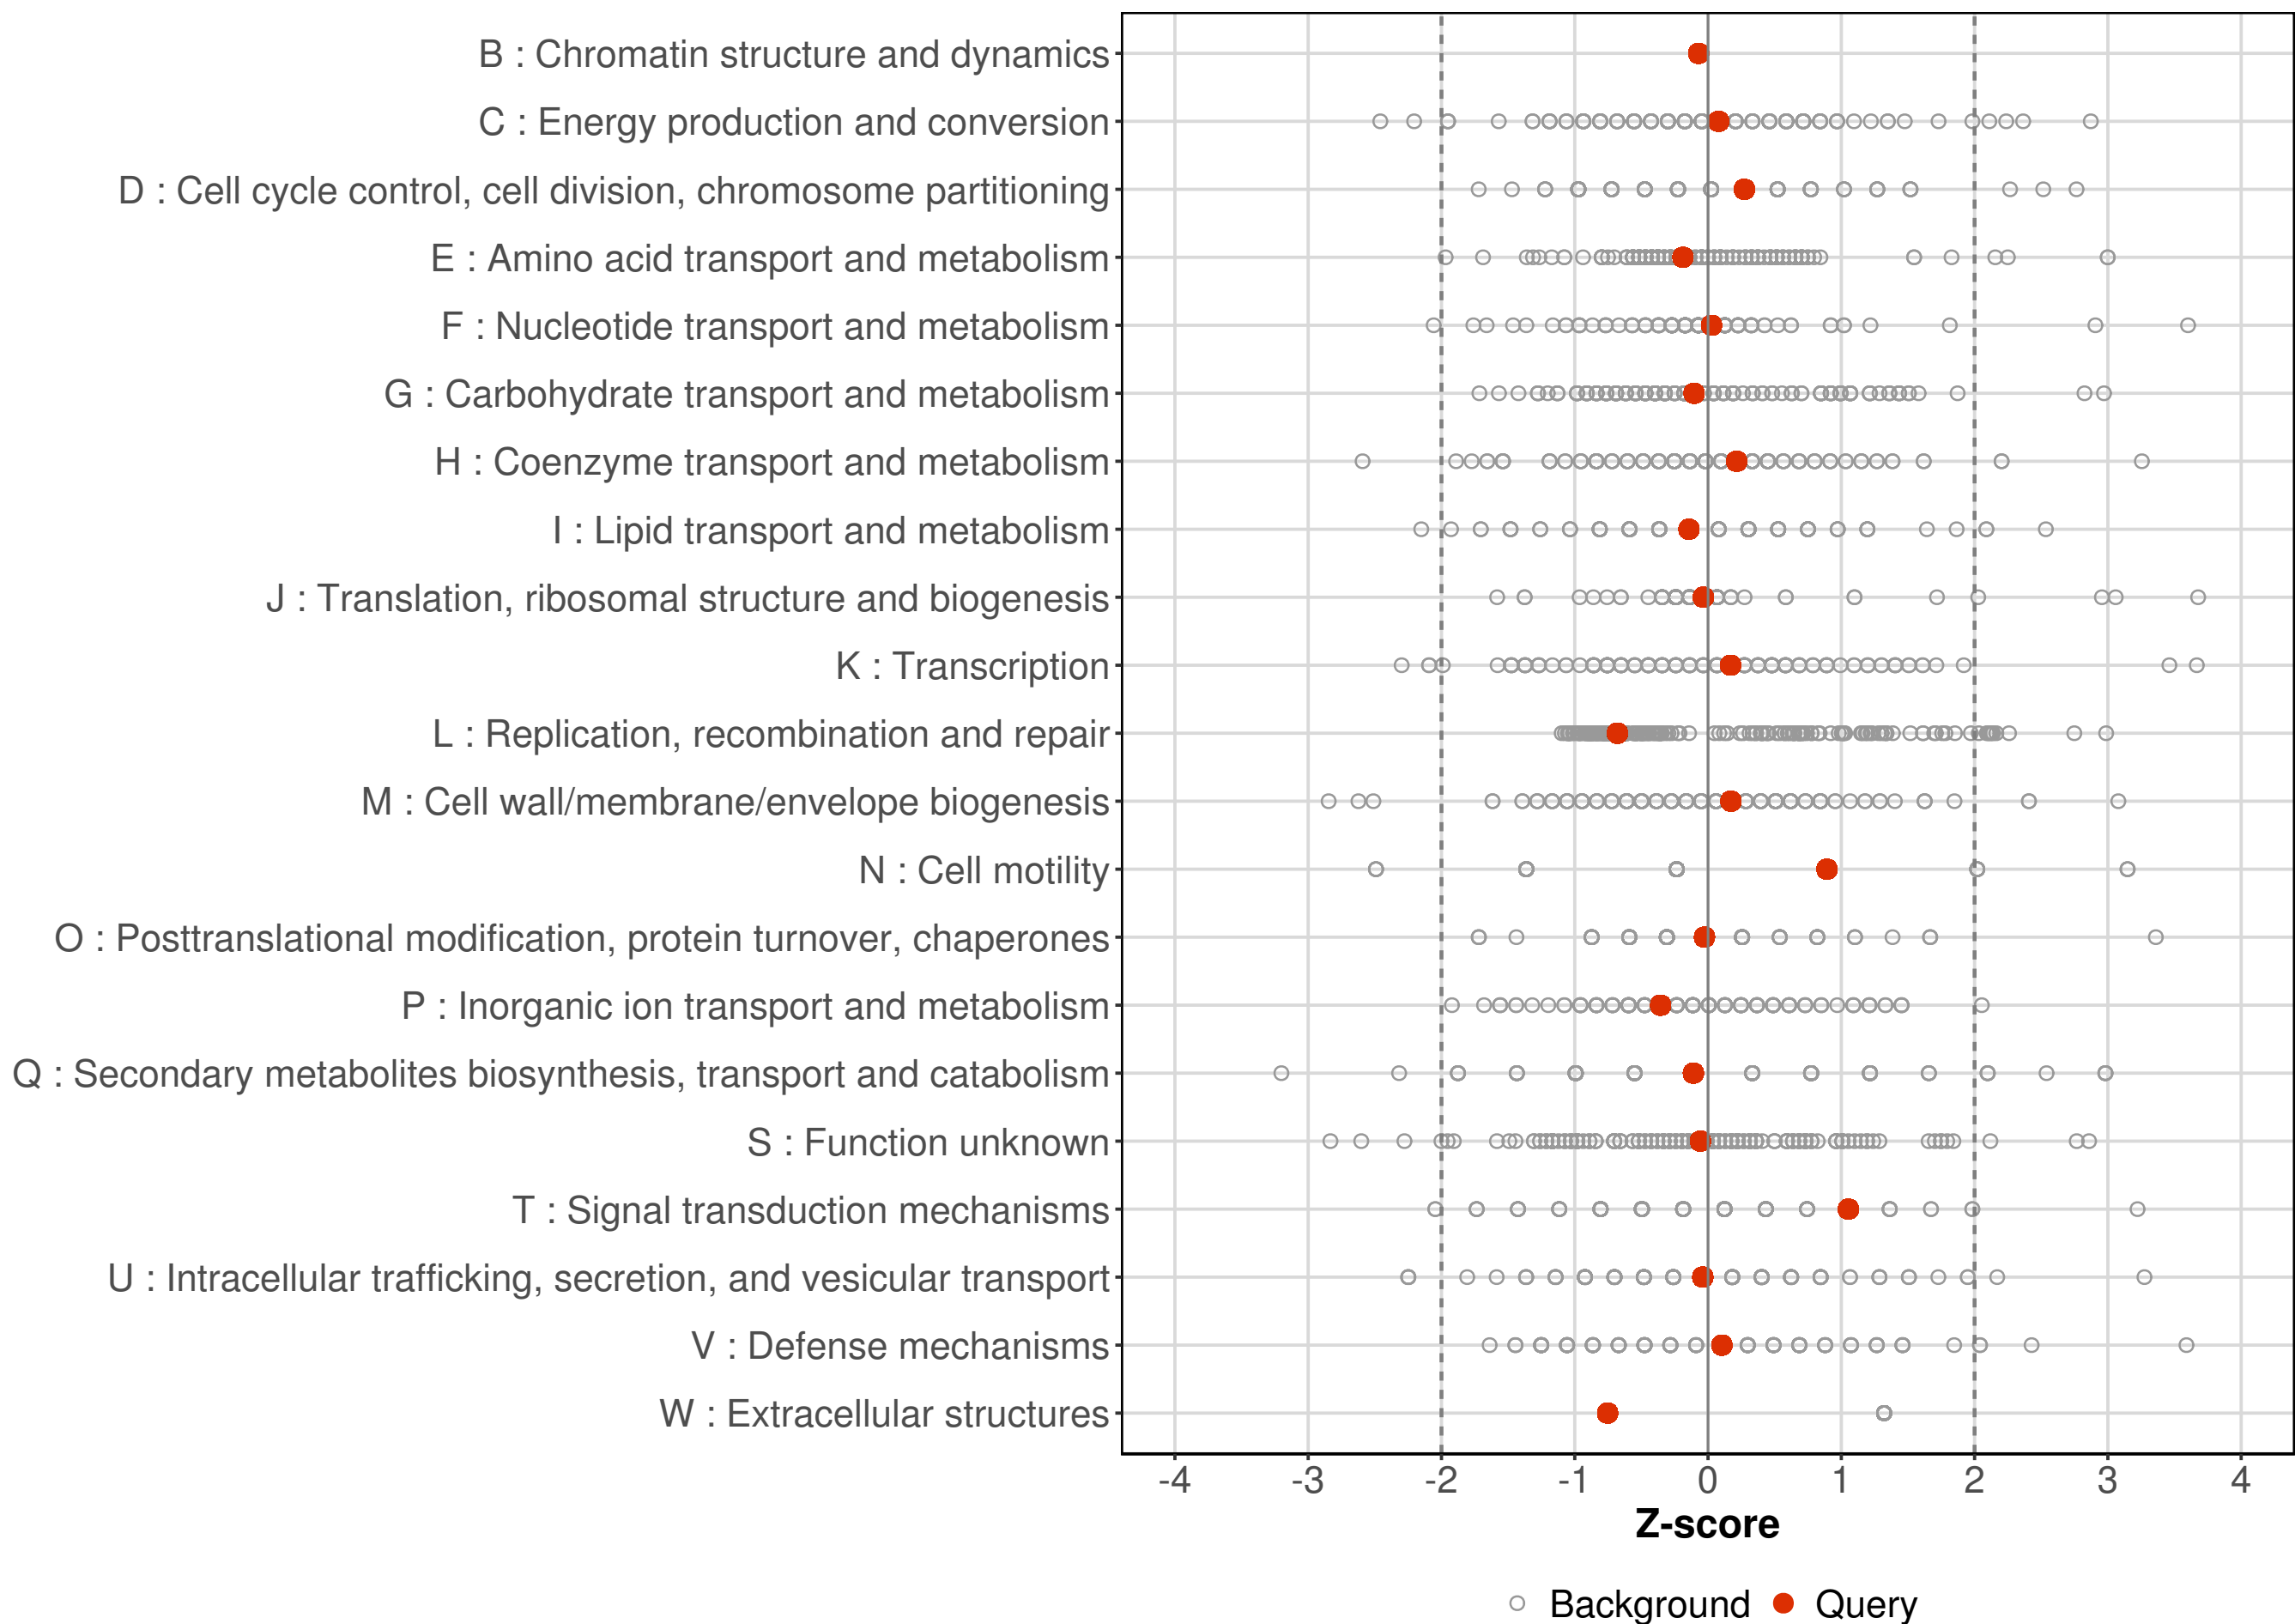 B : Chromatin structure and dynamics
C : Energy production and conversion
D : Cell cycle control, cell division, chromosome partitioning
E : Amino acid transport and metabolism
F : Nucleotide transport and metabolism
G : Carbohydrate transport and metabolism
H : Coenzyme transport and metabolism
I : Lipid transport and metabolism
J : Translation, ribosomal structure and biogenesis
K : Transcription
L : Replication, recombination and repair
M : Cell wall/membrane/envelope biogenesis
N : Cell motility
O : Posttranslational modification, protein turnover, chaperones
P : Inorganic ion transport and metabolism
Q : Secondary metabolites biosynthesis, transport and catabolism
S : Function unknown
T : Signal transduction mechanisms
U : Intracellular trafficking, secretion, and vesicular transport
V : Defense mechanisms
W : Extracellular structures
-4 -3 -2 -1 0 1 2 3 4
Z-score
Background Query